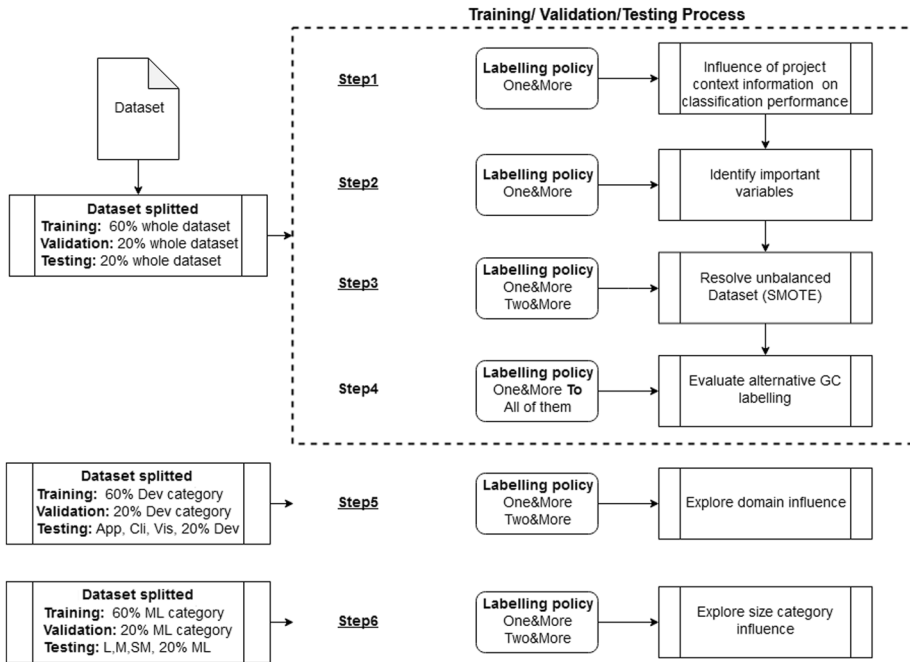 Training/ Validation/Testing Process
Dataset
Dataset splitted
Training: 60% whole dataset
Validation: 20% whole dataset
Testing: 20% whole dataset
Step1
Labelling policy
One&More
Influence of project
context information on
classification performance
Step2
Labelling policy
One&More
Identify important
variables
Step3
Labelling policy
One&More
Two&More
Resolve unbalanced
Dataset (SMOTE)
Step4
Labelling policy
One&More To
All of them
Evaluate alternative GC
labelling
Dataset splitted
Training: 60% Dev category
Validation: 20% Dev category
Testing: App, Cli, Vis, 20% Dev
Step5
Labelling policy
One&More
Two&More
Explore domain influence
Dataset splitted
Training: 60% ML category
Validation: 20% ML category
Testing: L,M,SM, 20% ML
Step6
Labelling policy
One&More
Two&More
Explore size category
influence